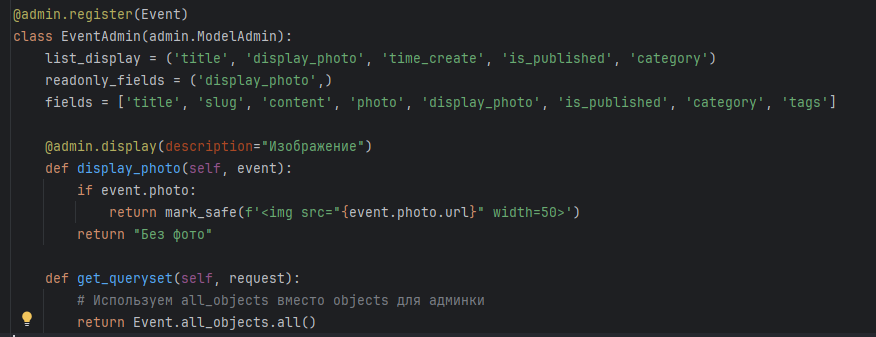 @admin.register(Event)
class EventAdmin(admin.ModelAdmin):
    list_display = ('title', 'display_photo', 'time_create', 'is_published', 'category')
    readonly_fields = ('display_photo',)
    fields = ['title', 'slug', 'content', 'photo', 'display_photo', 'is_published', 'category', 'tags']

    @admin.display(description="Изображение")
    def display_photo(self, event):
        if event.photo:
            return mark_safe(f'<img src="{event.photo.url}" width=50>')
        return "Без фото"

    def get_queryset(self, request):
        # Используем all_objects вместо objects для админки
        return Event.all_objects.all()